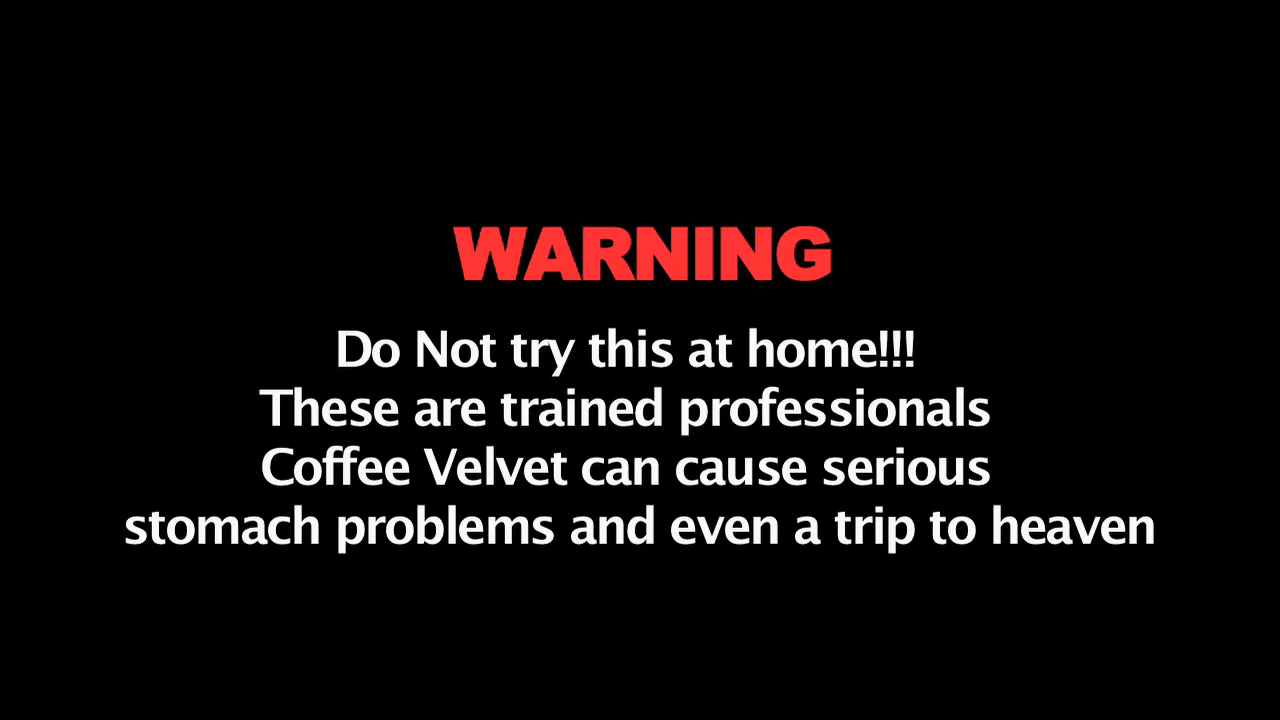 WARNING
Do Not try this at home!!!
These are trained professionals
Coffee Velvet can cause serious
stomach problems and even a trip to heaven